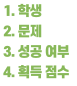 1. 학생
2. 문제
3. 성공 여부
4. 획득 점수